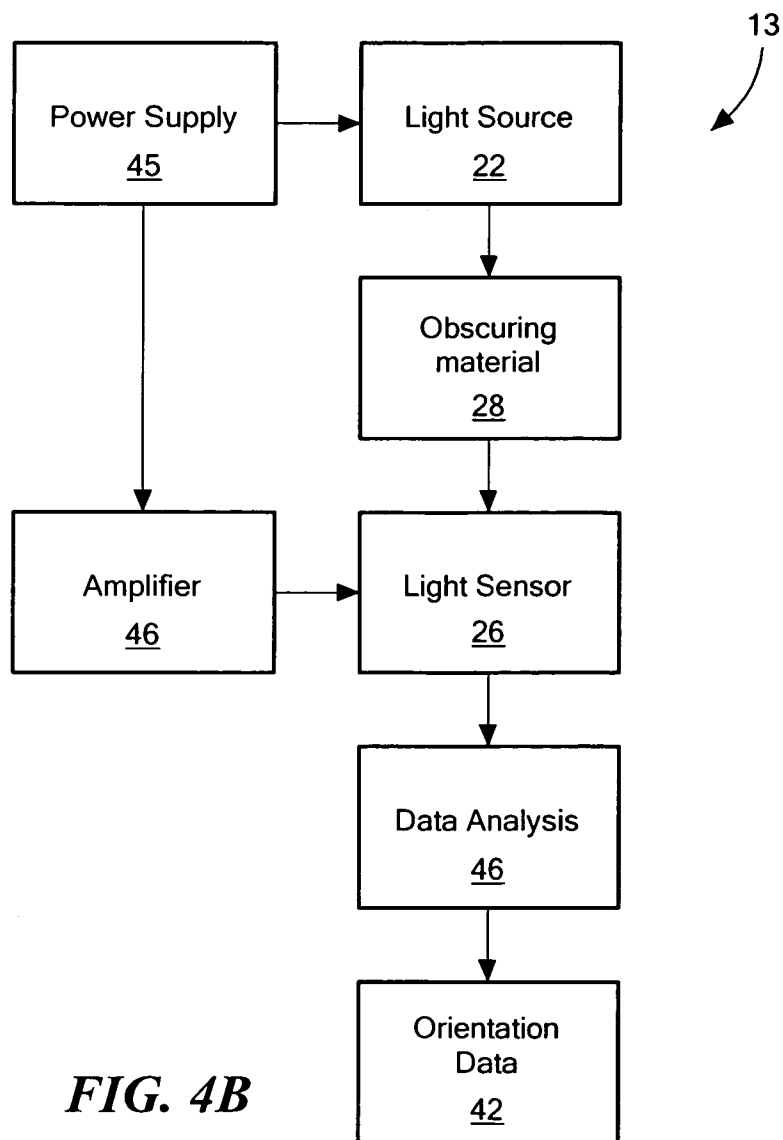 13
Power Supply
45
Light Source
22
Obscuring
material
28
Amplifier
46
Light Sensor
26
Data Analysis
46
Orientation
Data
42
FIG. 4B